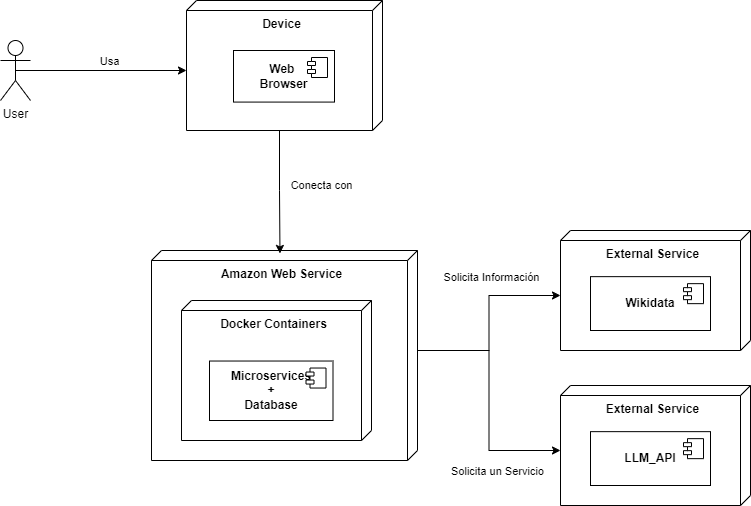 Device
Web
Browser
Usa
User
Conecta con
Amazon Web Service
Docker Containers
Microservices
+
Database
Solicita Información
External Service
Wikidata
External Service
LLM_API
Solicita un Servicio